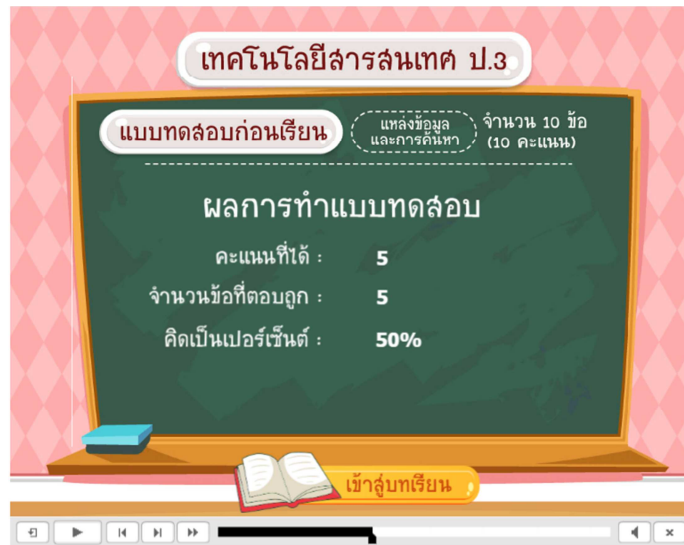 เทคโนโลยีสารสนเทศ ป.3
แบบทดสอบก่อนเรียน
แหล่งข้อมูล
และการค้นหา
จำนวน 10 ข้อ
(10 คะแนน)
ผลการทำแบบทดสอบ
คะแนนที่ได้ : 5
จำนวนข้อที่ตอบถูก : 5
คิดเป็นเปอร์เซ็นต์ : 50%
เข้าสู่บทเรียน